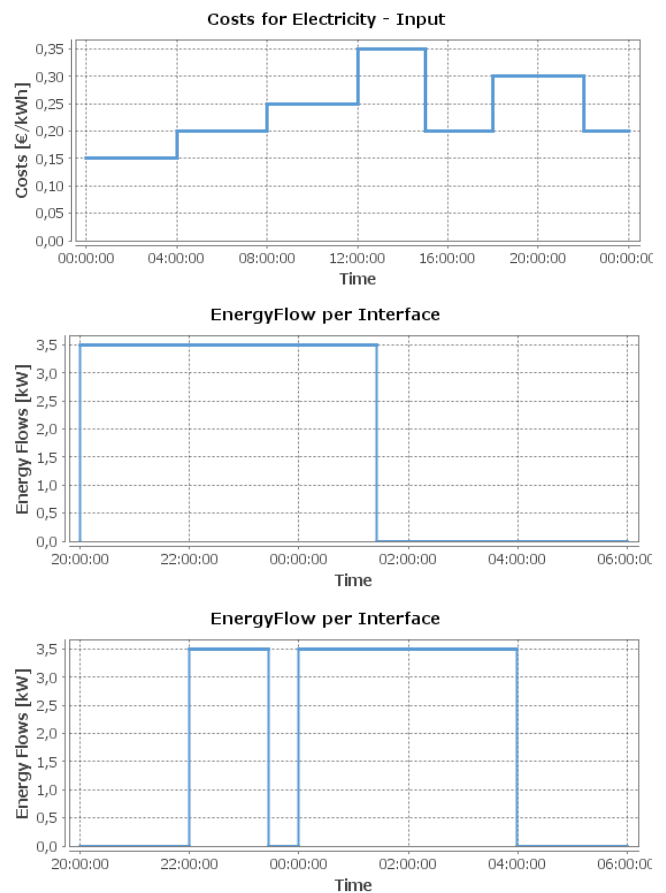 Costs for Electricity - Input
Costs [€/kWh]
0,35
0,30
0,25
0,20
0,15
0,10
0,05
0,00
00:00:00 04:00:00 08:00:00 12:00:00 16:00:00 20:00:00 00:00:00
Time
EnergyFlow per Interface
Energy Flows [kW]
3,5
3,0
2,5
2,0
1,5
1,0
0,5
0,0
20:00:00 22:00:00 00:00:00 02:00:00 04:00:00 06:00:00
Time
EnergyFlow per Interface
Energy Flows [kW]
3,5
3,0
2,5
2,0
1,5
1,0
0,5
0,0
20:00:00 22:00:00 00:00:00 02:00:00 04:00:00 06:00:00
Time